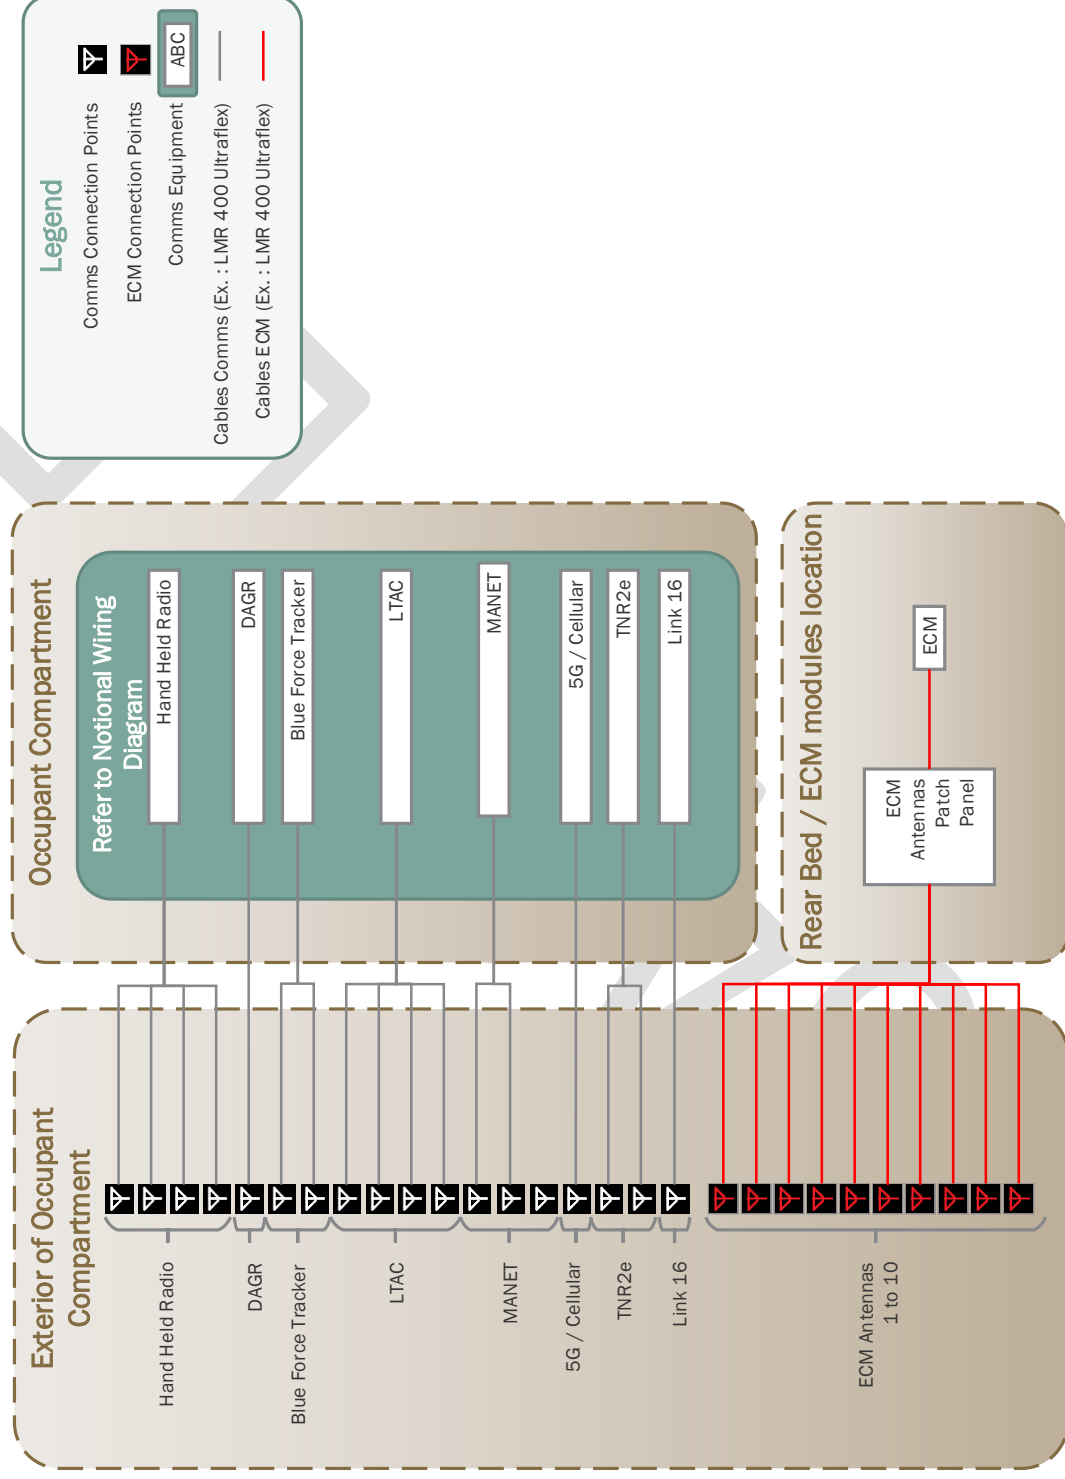 Exterior of Occupant
Compartment
Hand Held Radio
DAGR
Blue Force Tracker
LTAC
MANET
5G / Cellular
TNR2e
Link 16
ECM Antennas
1 to 10
Occupant Compartment
Refer to Notional Wiring
Diagram
Hand Held Radio
DAGR
Blue Force Tracker
LTAC
MANET
5G / Cellular
TNR2e
Link 16
Rear Bed / ECM modules location
ECM
Antennas
Patch
Panel
ECM
Legend
Comms Connection Points
ECM Connection Points
Comms Equipment
ABC
Cables Comms (Ex. : LMR 400 Ultraflex)
Cables ECM (Ex. : LMR 400 Ultraflex)